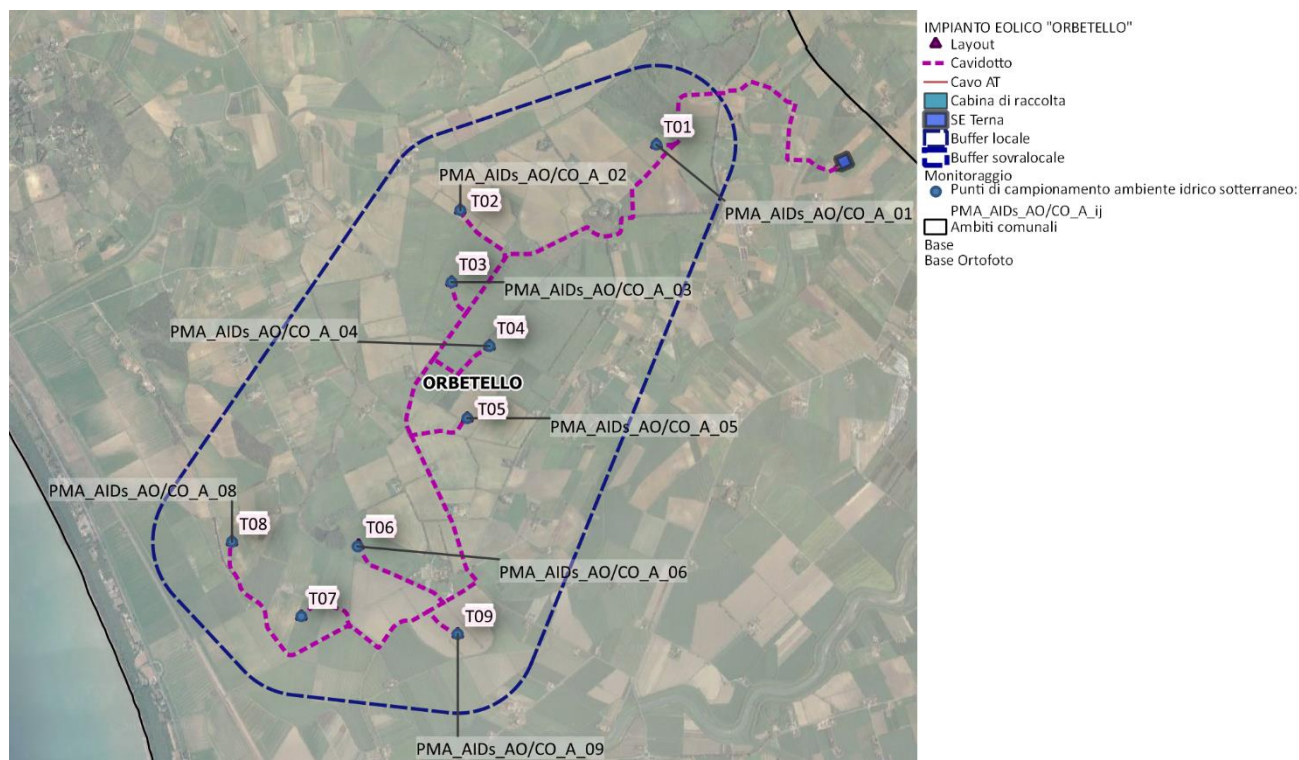 T01
PMA_AIDs_AO/CO_A_02
T02
PMA_AIDs_AO/CO_A_01
T03
PMA_AIDs_AO/CO_A_03
PMA_AIDs_AO/CO_A_04
T04
ORBETELLO
T05
PMA_AIDs_AO/CO_A_05
PMA_AIDs_AO/CO_A_08
T08
T06
PMA_AIDs_AO/CO_A_06
T07
T09
PMA_AIDs_AO/CO_A_09
IMPIANTO EOLICO "ORBETELLO"
Layout
Cavidotto
Cavo AT
Cabina di raccolta
SE Terna
Buffer locale
Buffer sovralocale
Monitoraggio
Punti di campionamento ambiente idrico sotterraneo:
PMA_AIDs_AO/CO_A_ij
Ambiti comunali
Base
Base Ortofoto